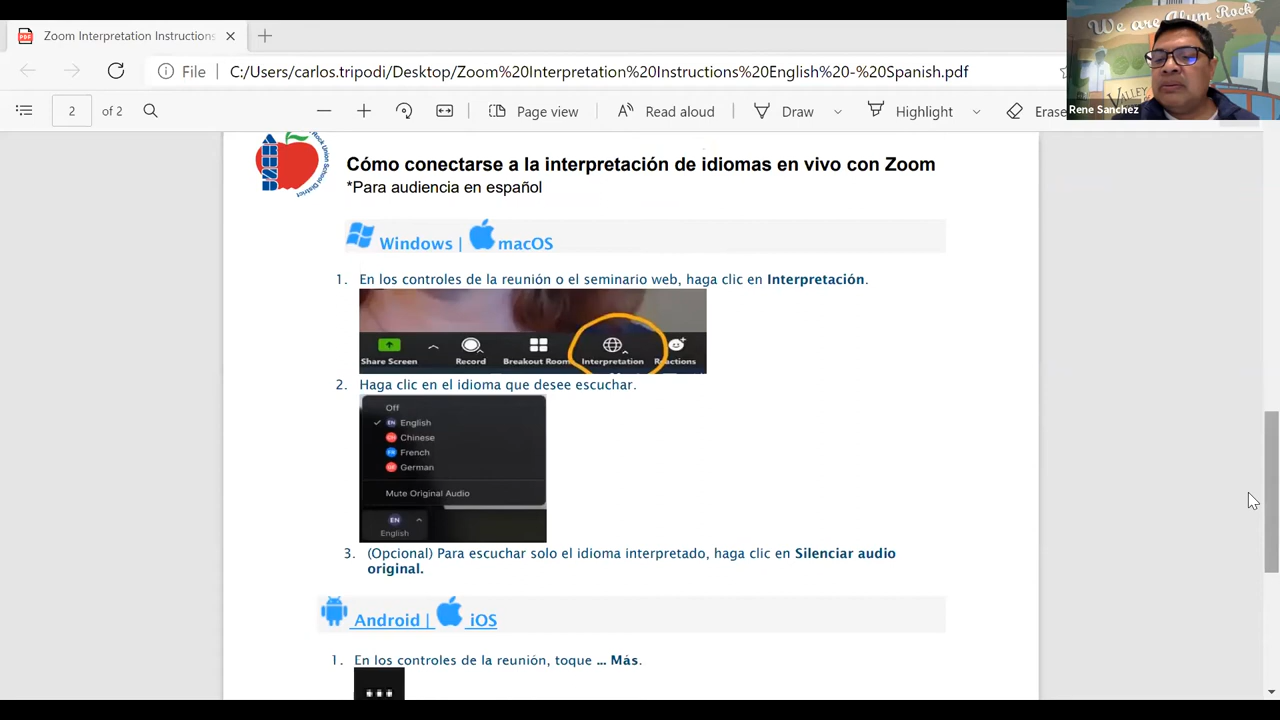 Zoom Interpretation Instructions
File
C:/Users/carlos.tripodi/Desktop/Zoom%20Interpretation%20Instructions%20English%20-%20Spanish.pdf
We are Alum Rock
Rene Sanchez
2 of 2
Page view
Read aloud
Draw
Highlight
Erase
Rock Union School District
Cómo conectarse a la interpretación de idiomas en vivo con Zoom
*Para audiencia en español
Windows | macOS
1. En los controles de la reunión o el seminario web, haga clic en Interpretación.
Share Screen
Record
Breakout Room
Interpretation
Reactions
2. Haga clic en el idioma que desee escuchar.
Off
EN English
Chinese
French
German
Mute Original Audio
EN
English
3. (Opcional) Para escuchar solo el idioma interpretado, haga clic en Silenciar audio
original.
Android | iOS
1. En los controles de la reunión, toque ... Más.